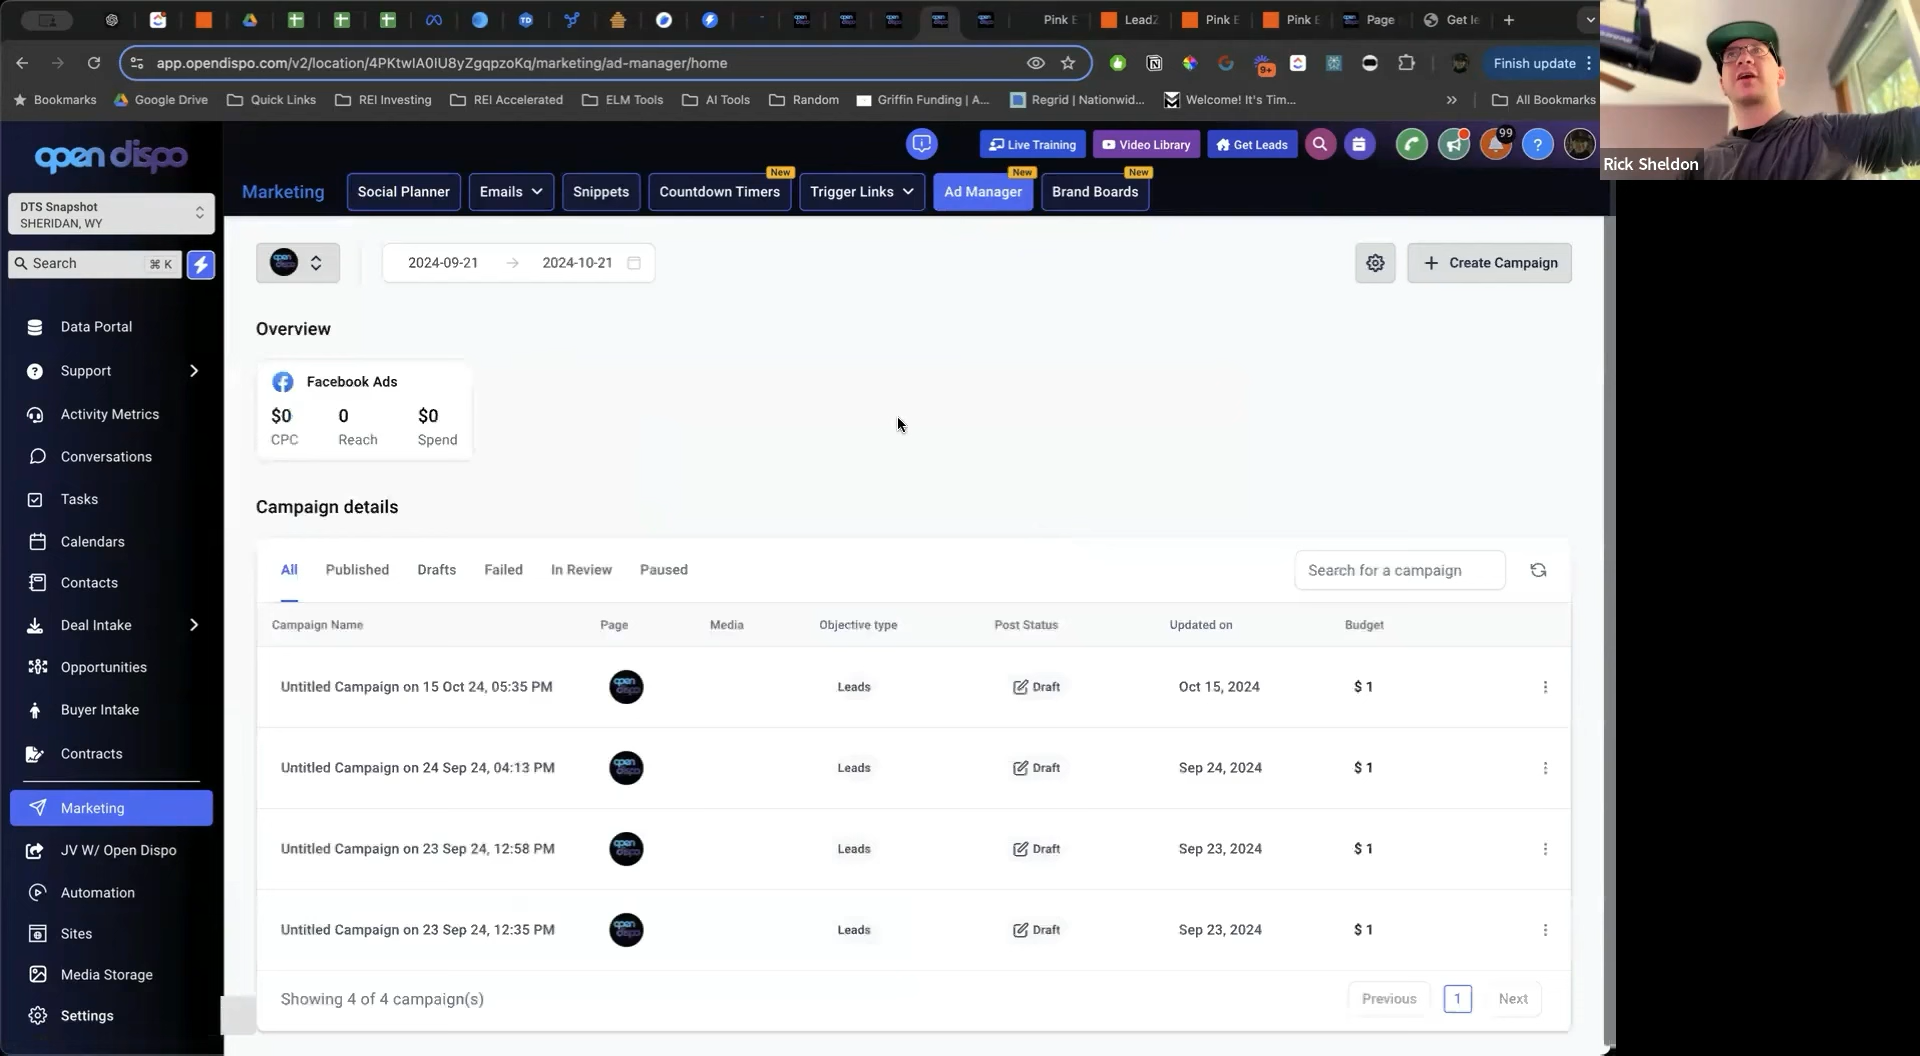 Pink E
Lead2
Pink E
Pink E
Page
Get le
app.opendispo.com/v2/location/4PKtwIA0IU8yZgqpzoKq/marketing/ad-manager/home
9+
Finish update
Bookmarks
Google Drive
Quick Links
REI Investing
REI Accelerated
ELM Tools
AI Tools
Random
Griffin Funding | A...
Regrid | Nationwid...
Welcome! It's Tim...
All Bookmarks
Rick Sheldon
open dispo
Live Training
Video Library
Get Leads
99
Marketing
Social Planner
Emails
Snippets
New
Countdown Timers
Trigger Links
New
Ad Manager
New
Brand Boards
DTS Snapshot
SHERIDAN, WY
Search
⌘ K
Data Portal
Support
Activity Metrics
Conversations
Tasks
Calendars
Contacts
Deal Intake
Opportunities
Buyer Intake
Contracts
Marketing
JV W/ Open Dispo
Automation
Sites
Media Storage
Settings
2024-09-21 → 2024-10-21
+ Create Campaign
Overview
Facebook Ads
$0 0 $0
CPC Reach Spend
Campaign details
All Published Drafts Failed In Review Paused
Search for a campaign
Campaign Name Page Media Objective type Post Status Updated on Budget
Untitled Campaign on 15 Oct 24, 05:35 PM Leads Draft Oct 15, 2024 $ 1
Untitled Campaign on 24 Sep 24, 04:13 PM Leads Draft Sep 24, 2024 $ 1
Untitled Campaign on 23 Sep 24, 12:58 PM Leads Draft Sep 23, 2024 $ 1
Untitled Campaign on 23 Sep 24, 12:35 PM Leads Draft Sep 23, 2024 $ 1
Showing 4 of 4 campaign(s)
Previous 1 Next